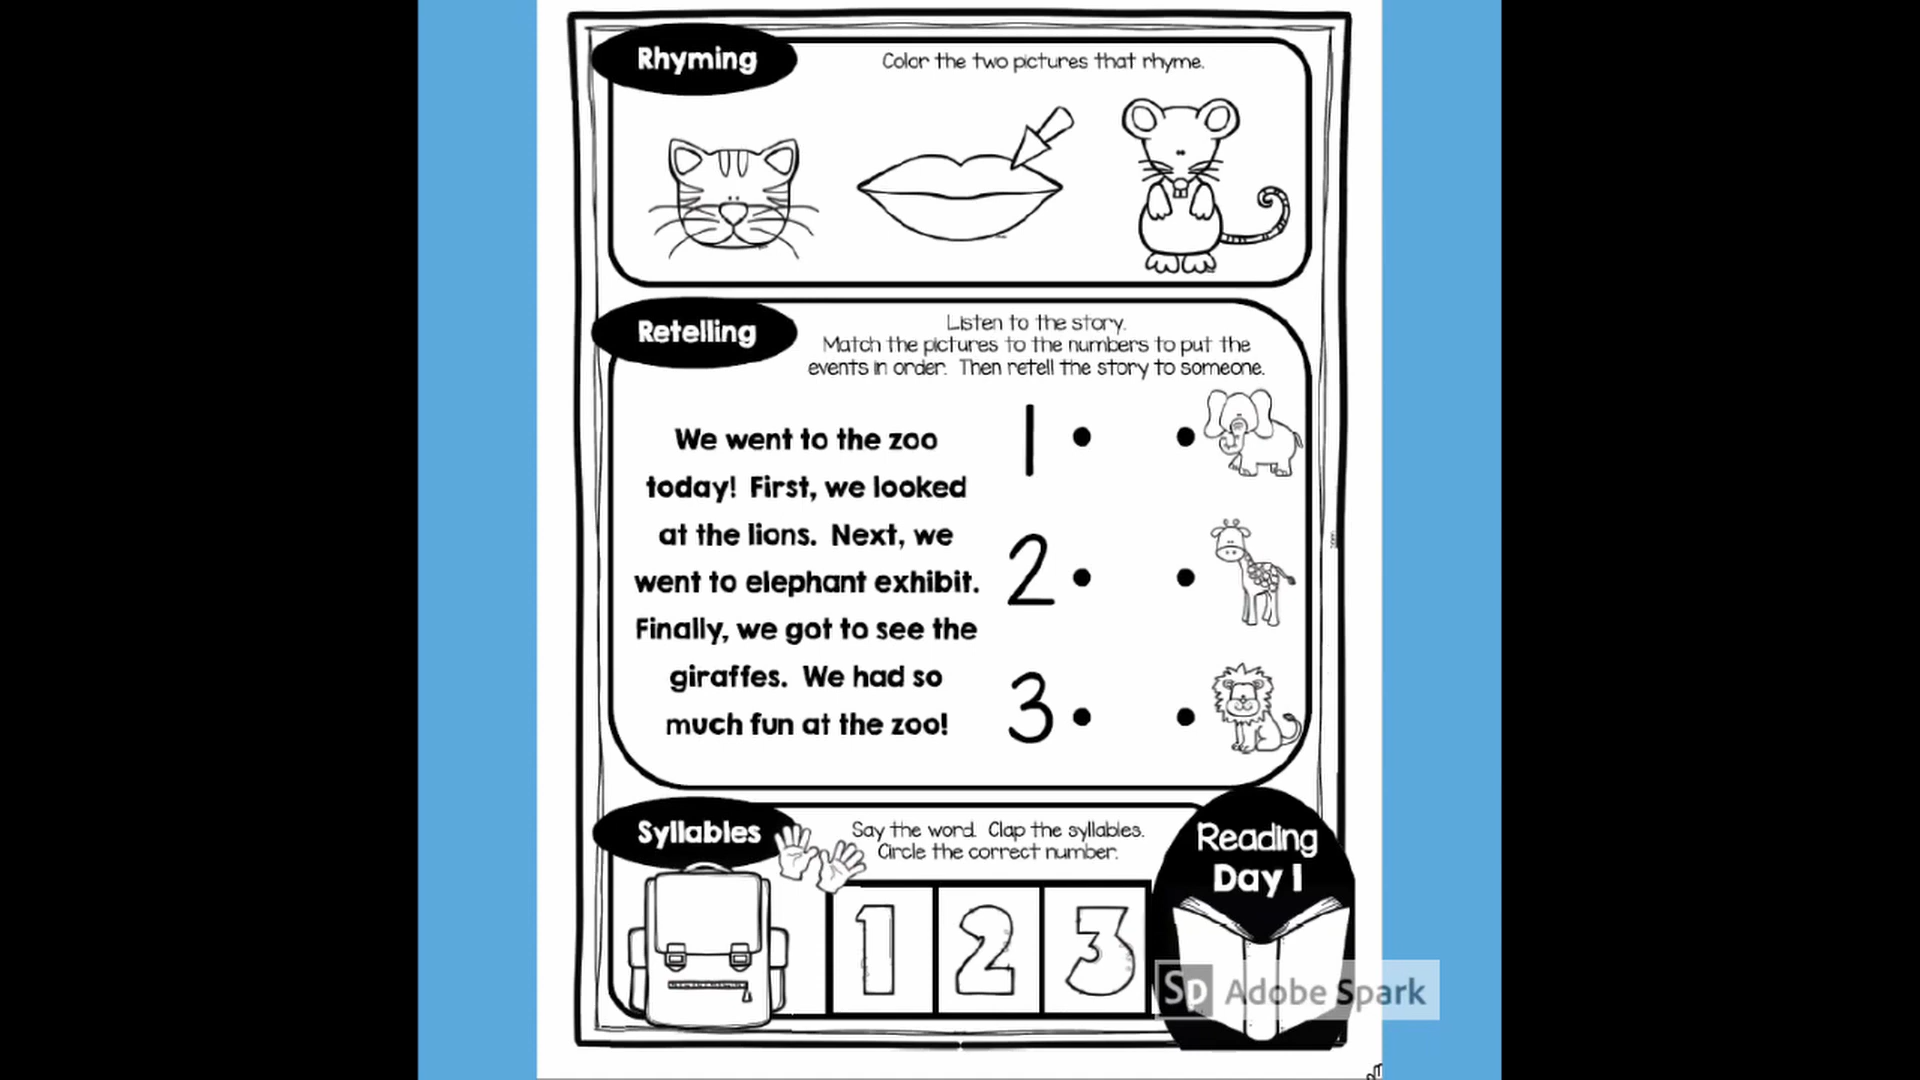 Rhyming
Color the two pictures that rhyme.
Retelling
Listen to the story.
Match the pictures to the numbers to put the
events in order. Then retell the story to someone.
We went to the zoo
today! First, we looked
at the lions. Next, we
went to elephant exhibit.
Finally, we got to see the
giraffes. We had so
much fun at the zoo!
1
2
3
Syllables
Say the word. Clap the syllables.
Circle the correct number.
1 2 3
Reading
Day 1
Sp Adobe Spark